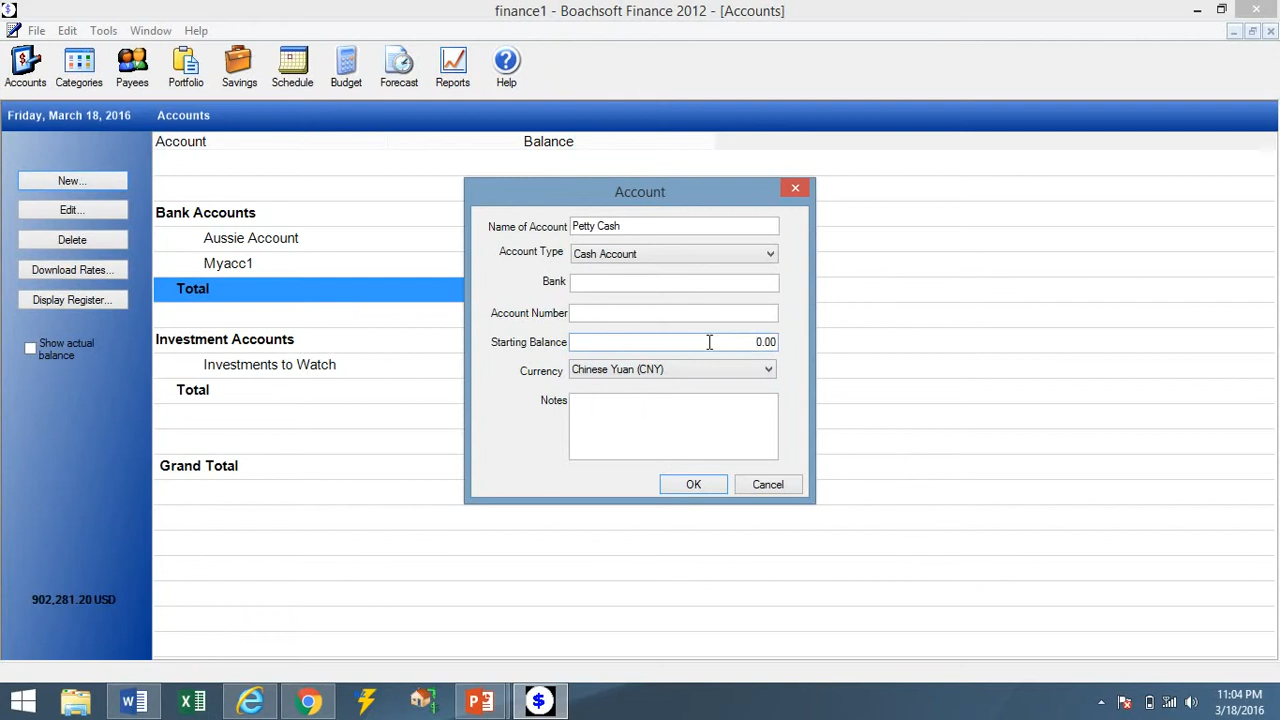 finance1 - Boachsoft Finance 2012 - [Accounts]
File Edit Tools Window Help
Accounts Categories Payees Portfolio Savings Schedule Budget Forecast Reports Help
Friday, March 18, 2016 Accounts
Account Balance
New...
Edit...
Delete
Download Rates...
Display Register...
Show actual
balance
902,281.20 USD
Bank Accounts
Aussie Account
Myacc1
Total
Investment Accounts
Investments to Watch
Total
Grand Total
Account
Name of Account Petty Cash
Account Type Cash Account
Bank
Account Number
Starting Balance 0.00
Currency Chinese Yuan (CNY)
Notes
OK Cancel
11:04 PM
3/18/2016